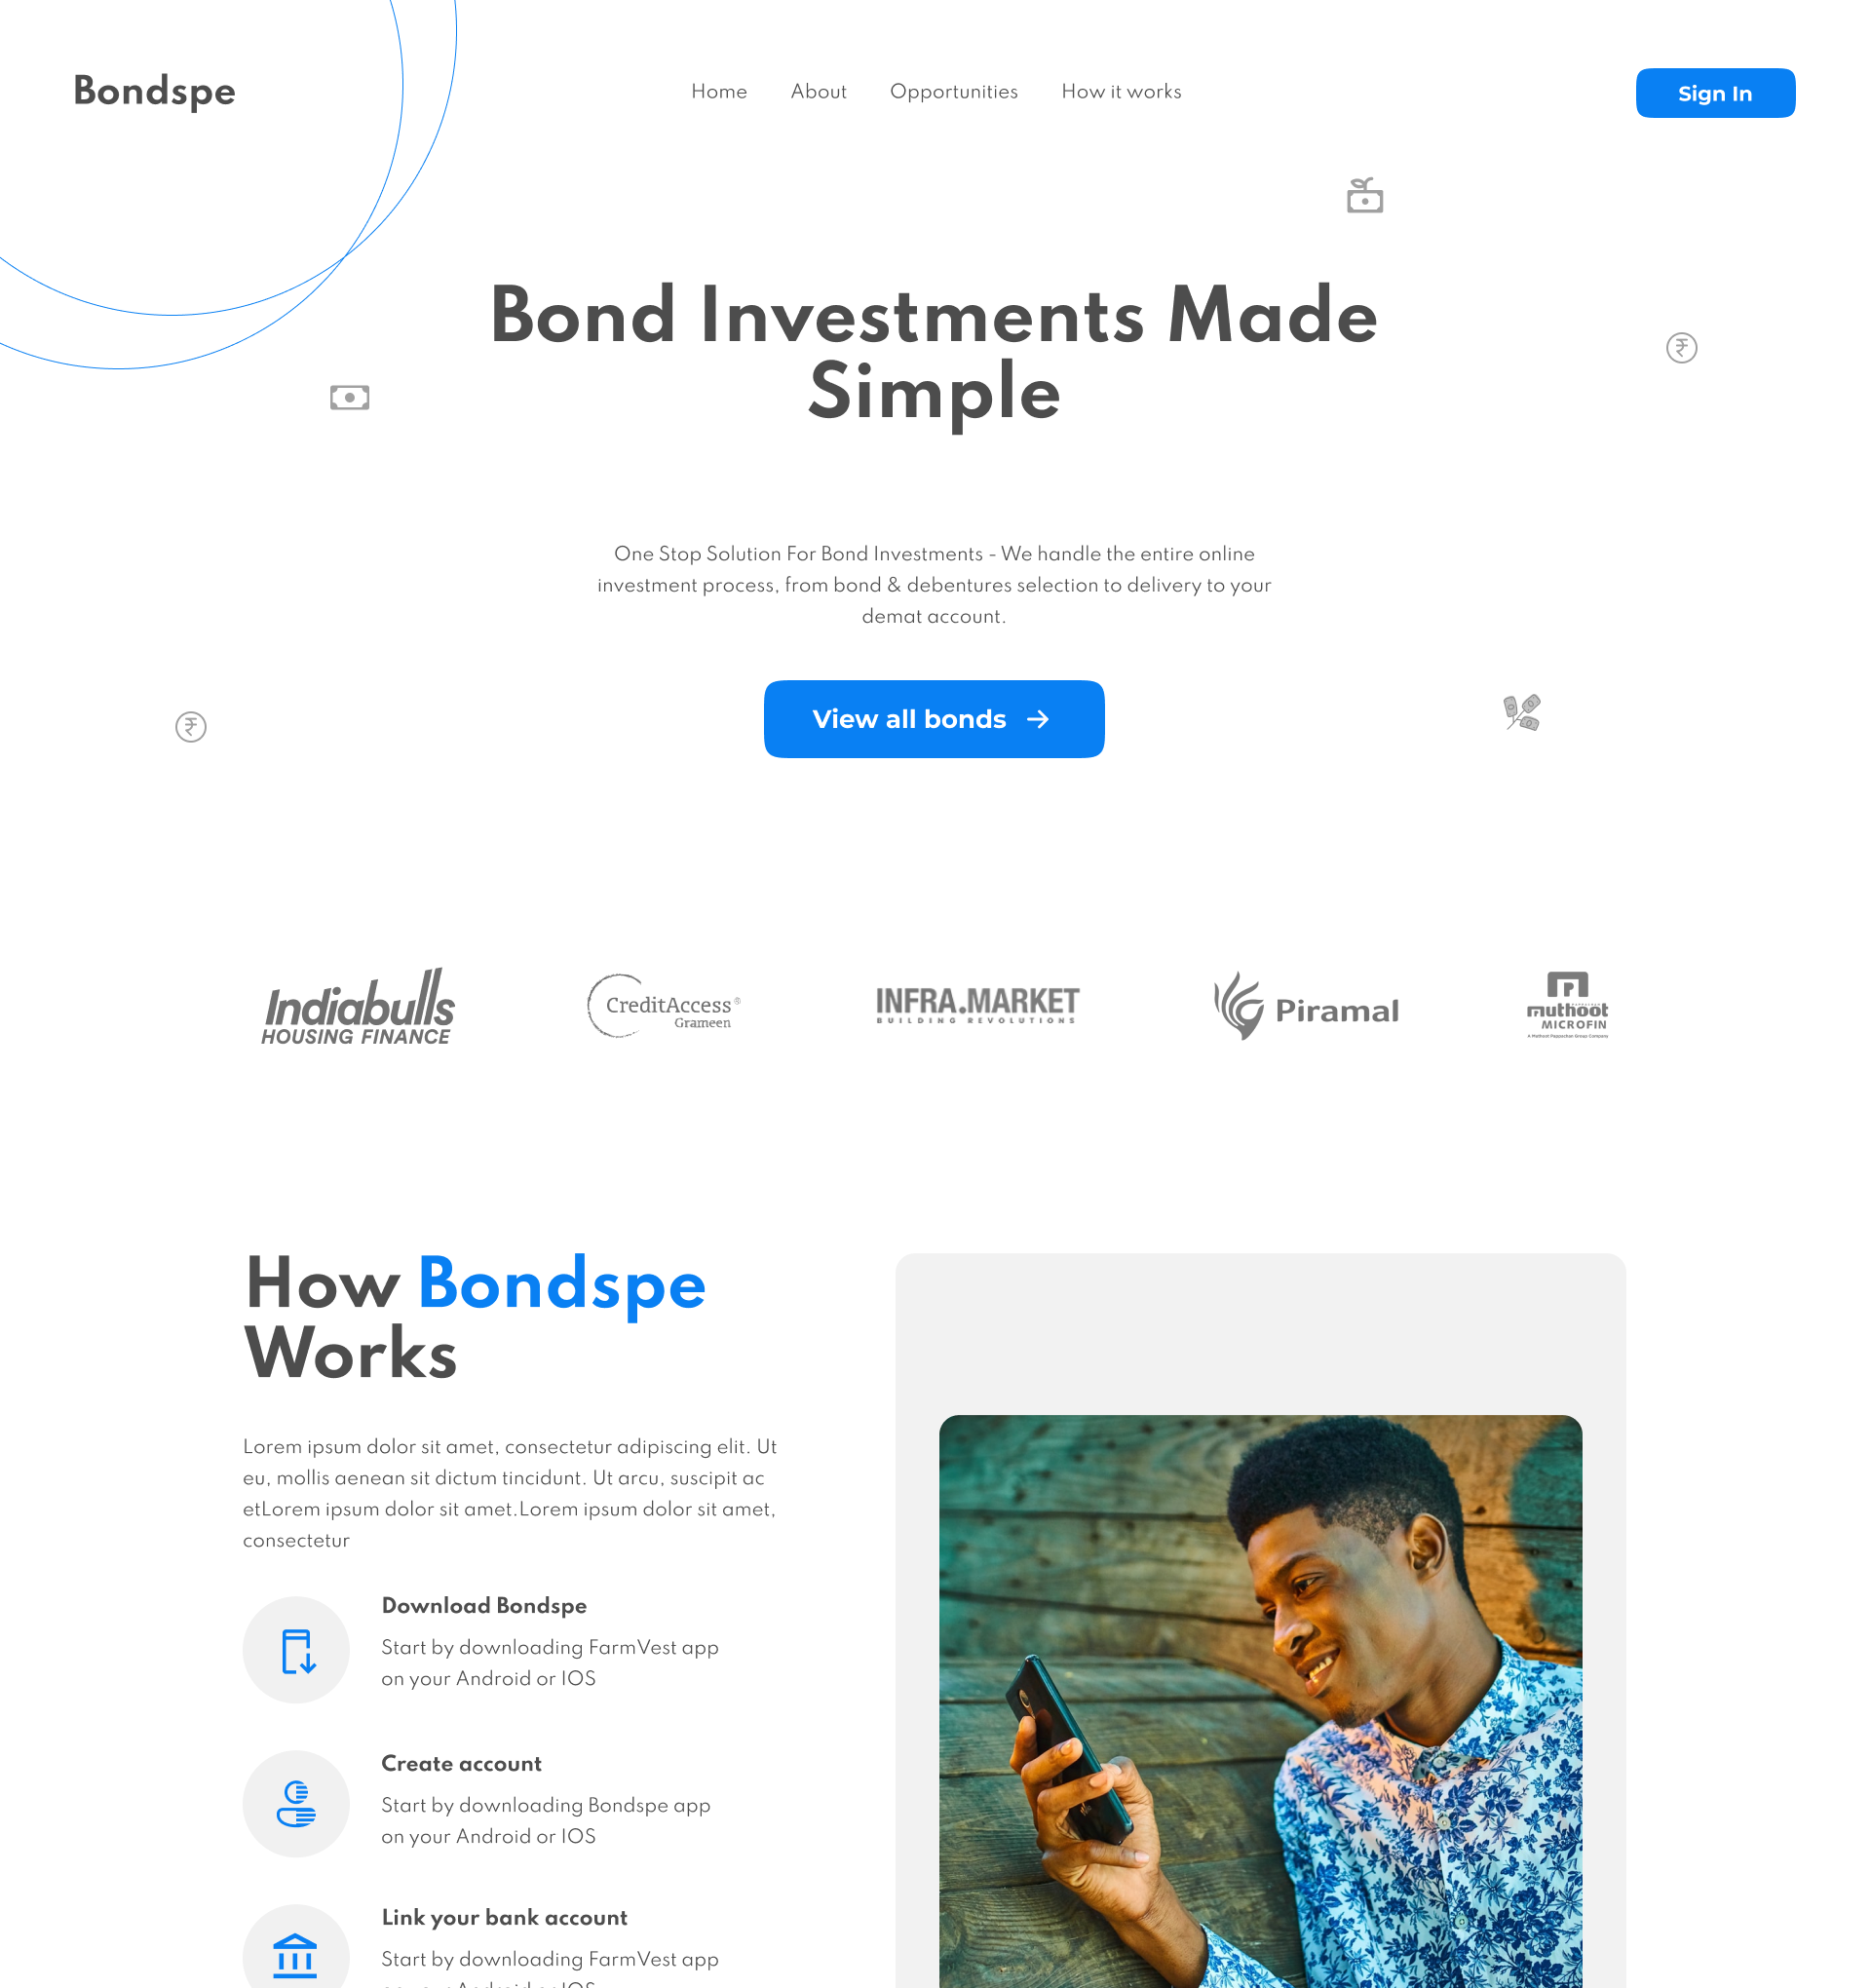 Bondspe
Home
About
Opportunities
How it works
Sign In
Bond Investments Made
Simple
One Stop Solution For Bond Investments - We handle the entire online
investment process, from bond & debentures selection to delivery to your
demat account.
View all bonds
Indiabulls
HOUSING FINANCE
CreditAccess®
Grameen
INFRA.MARKET
BUILDING REVOLUTIONS
Piramal
muthoot
MICROFIN
A Muthoot Pappachan Group Company
How Bondspe
Works
Lorem ipsum dolor sit amet, consectetur adipiscing elit. Ut
eu, mollis aenean sit dictum tincidunt. Ut arcu, suscipit ac
etLorem ipsum dolor sit amet.Lorem ipsum dolor sit amet,
consectetur
Download Bondspe
Start by downloading FarmVest app
on your Android or IOS
Create account
Start by downloading Bondspe app
on your Android or IOS
Link your bank account
Start by downloading FarmVest app